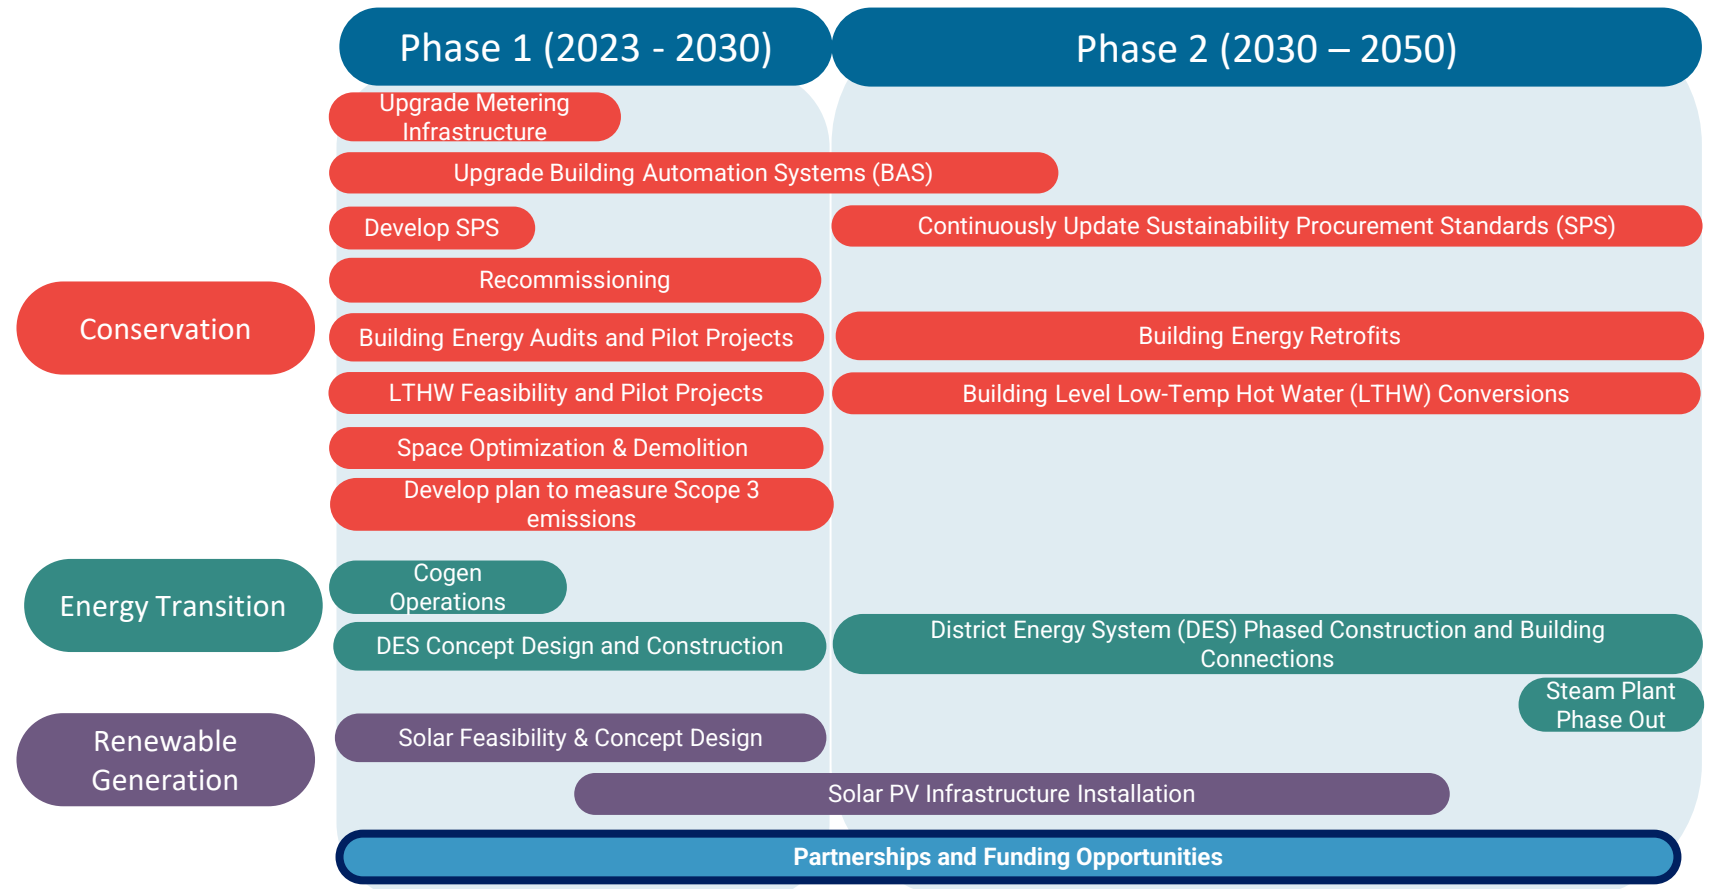 Phase 1 (2023 - 2030)
Phase 2 (2030 – 2050)
Upgrade Metering
Infrastructure
Upgrade Building Automation Systems (BAS)
Develop SPS
Continuously Update Sustainability Procurement Standards (SPS)
Recommissioning
Conservation
Building Energy Audits and Pilot Projects
Building Energy Retrofits
LTHW Feasibility and Pilot Projects
Building Level Low-Temp Hot Water (LTHW) Conversions
Space Optimization & Demolition
Develop plan to measure Scope 3
emissions
Energy Transition
Cogen
Operations
DES Concept Design and Construction
District Energy System (DES) Phased Construction and Building
Connections
Steam Plant
Phase Out
Renewable
Generation
Solar Feasibility & Concept Design
Solar PV Infrastructure Installation
Partnerships and Funding Opportunities